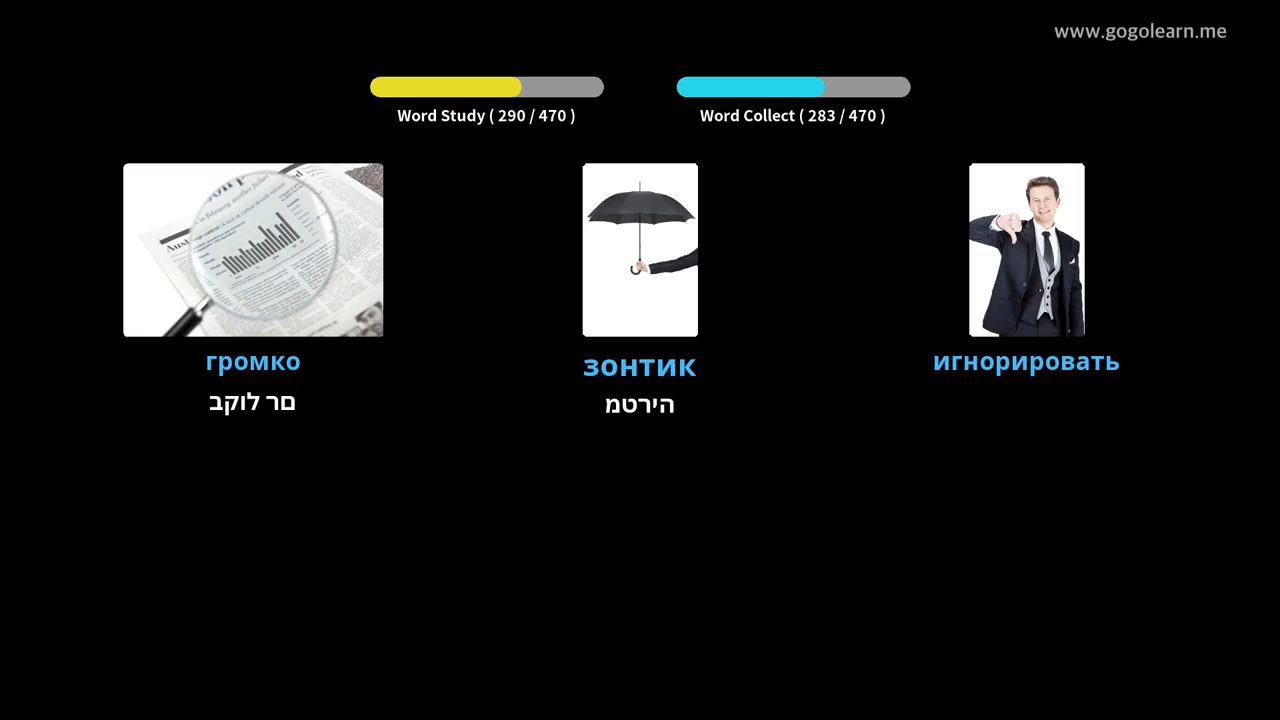 www.gogolearn.me
Word Study ( 290 / 470 )
Word Collect ( 283 / 470 )
громко
בקול רם
зонтик
מטריה
игнорировать